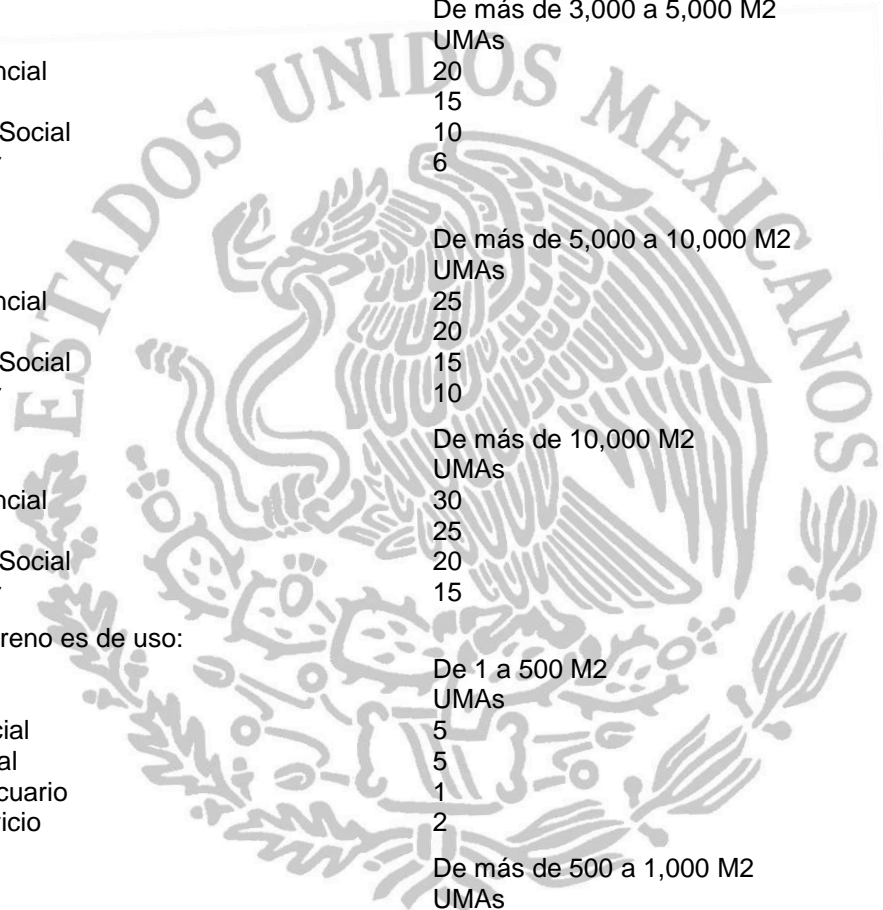 De más de 3,000 a 5,000 M2
UMAs
ncial 20
15
Social 10
6
De más de 5,000 a 10,000 M2
UMAs
ncial 25
20
Social 15
10
De más de 10,000 M2
UMAs
ncial 30
25
Social 20
15
reno es de uso:
De 1 a 500 M2
UMAs
cial 5
al 5
cuario 1
icio 2
De más de 500 a 1,000 M2
UMAs
ESTADOS UNIDOS MEXICANOS